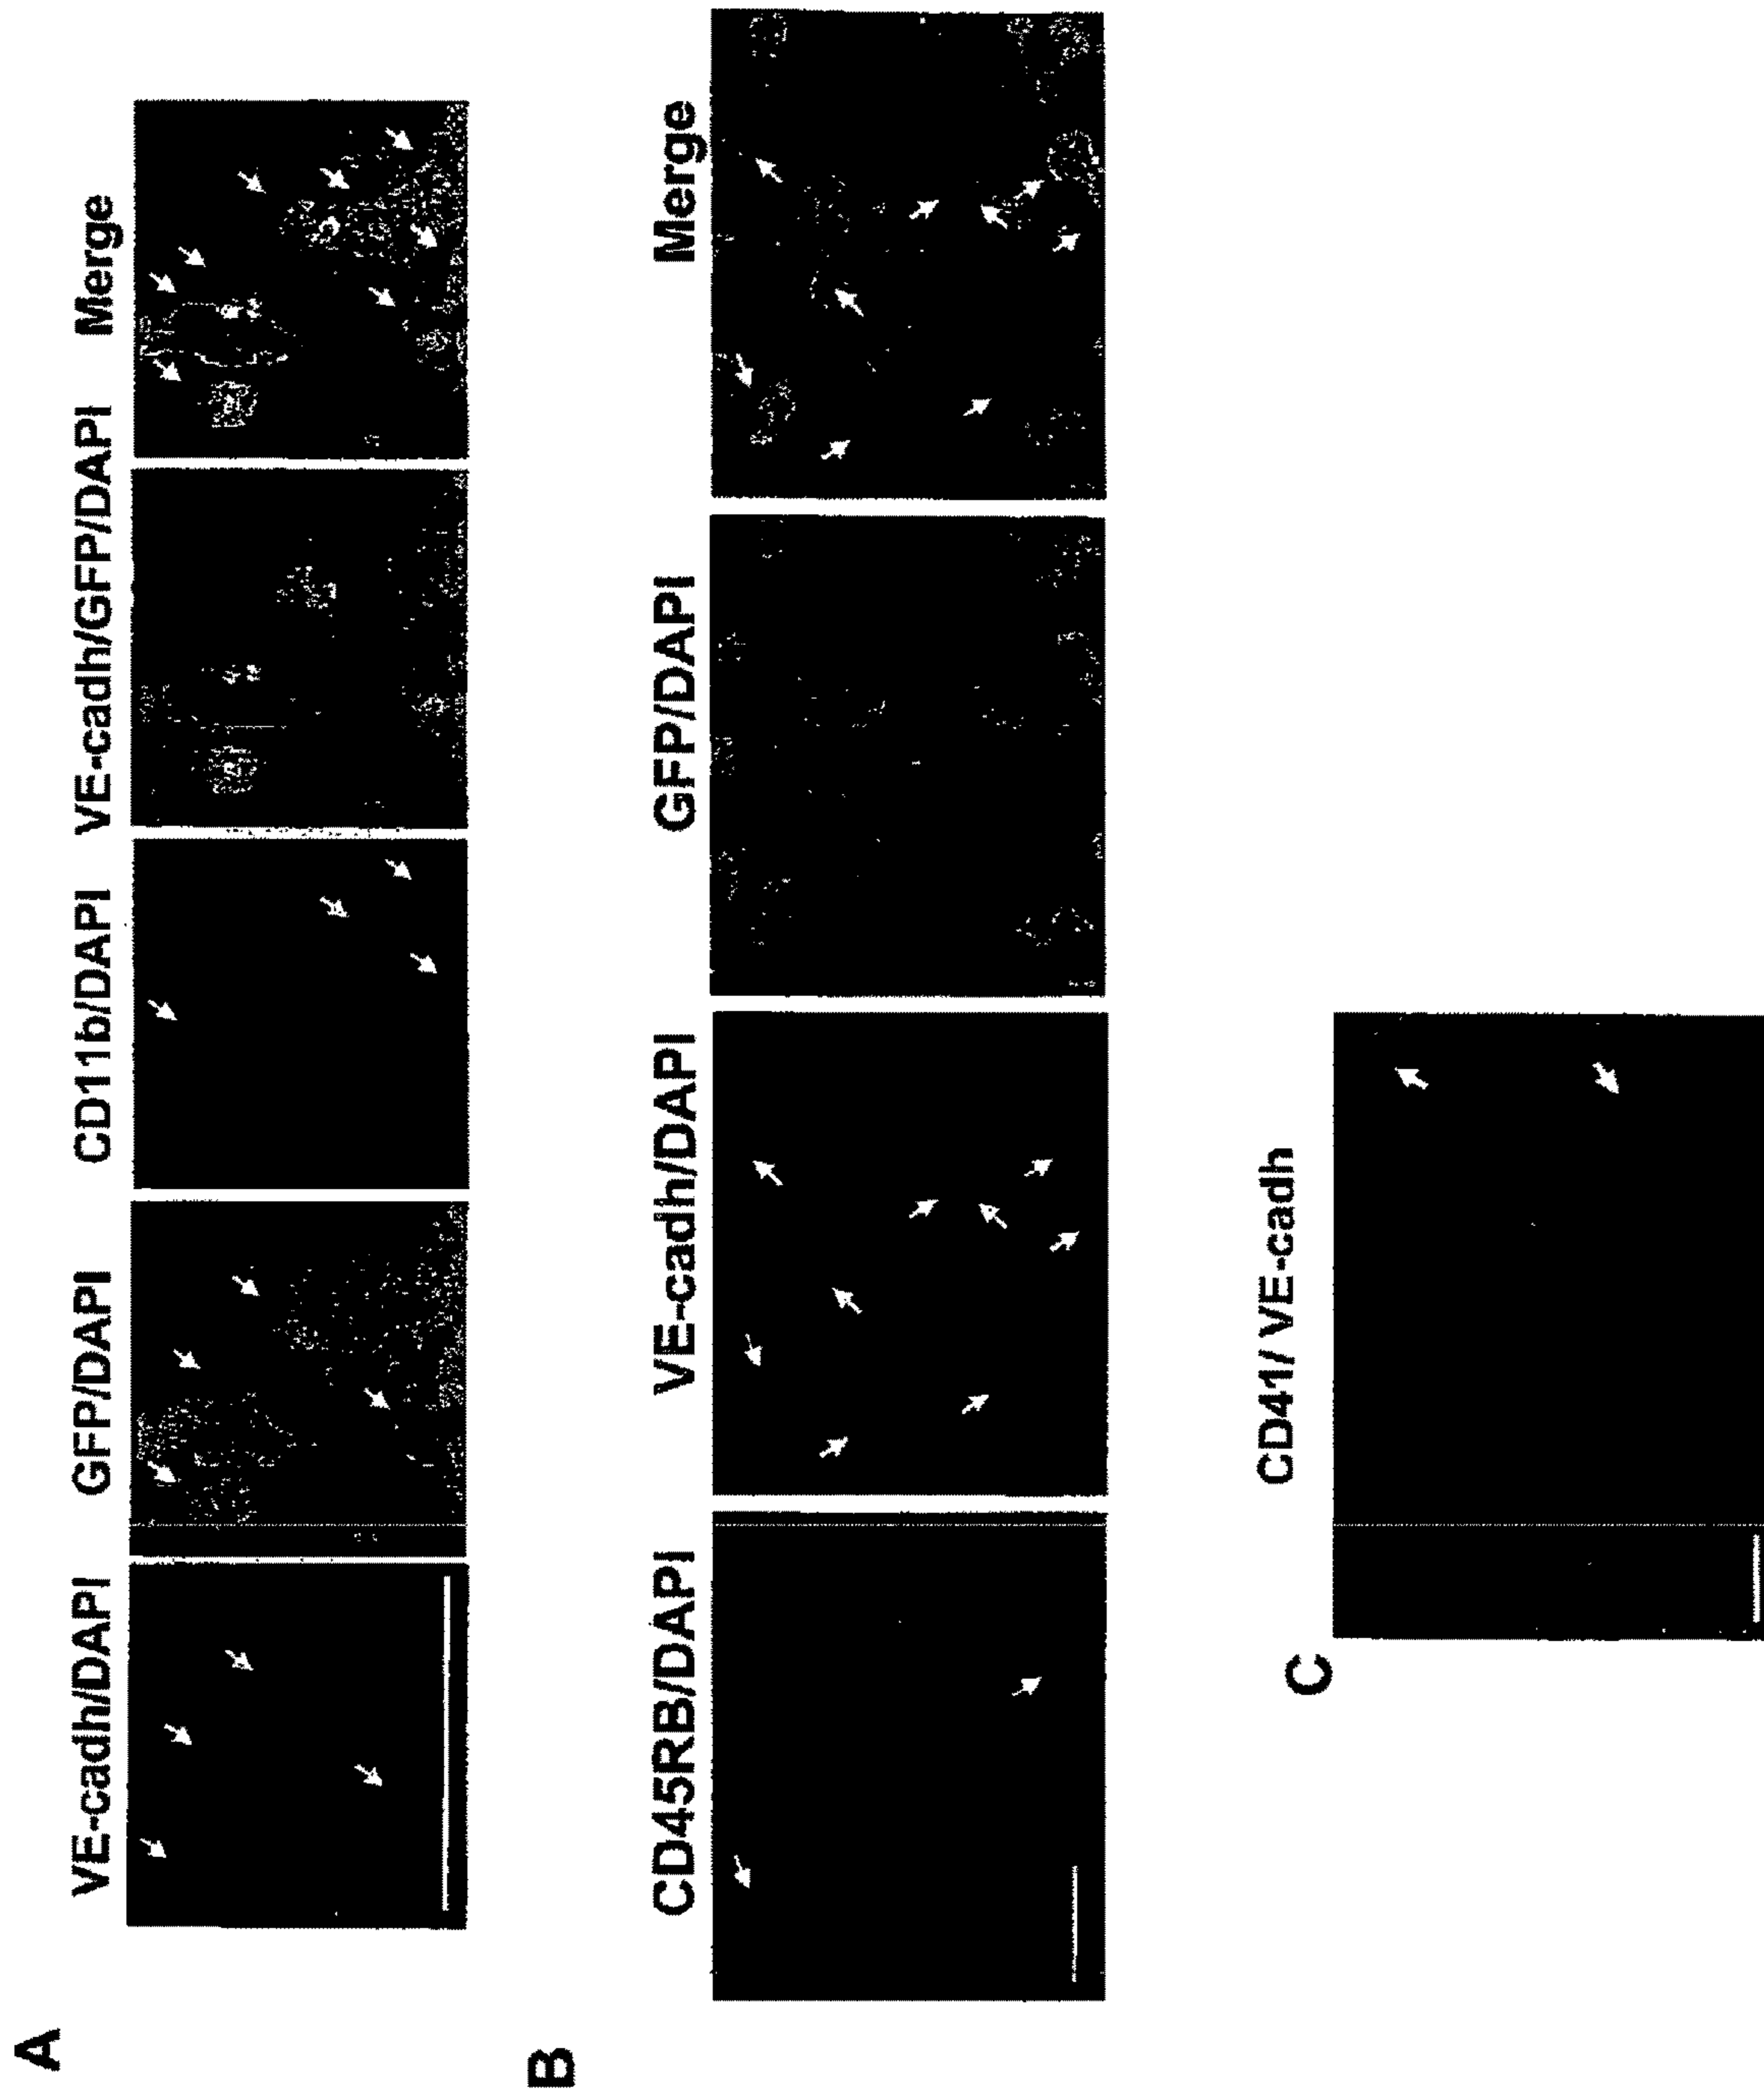 A
VE-cadh/DAPI
GFP/DAPI
CD11b/DAPI
VE-cadh/GFP/DAPI
Merge
B
CD45RB/DAPI
VE-cadh/DAPI
GFP/DAPI
Merge
C
CD41/ VE-cadh